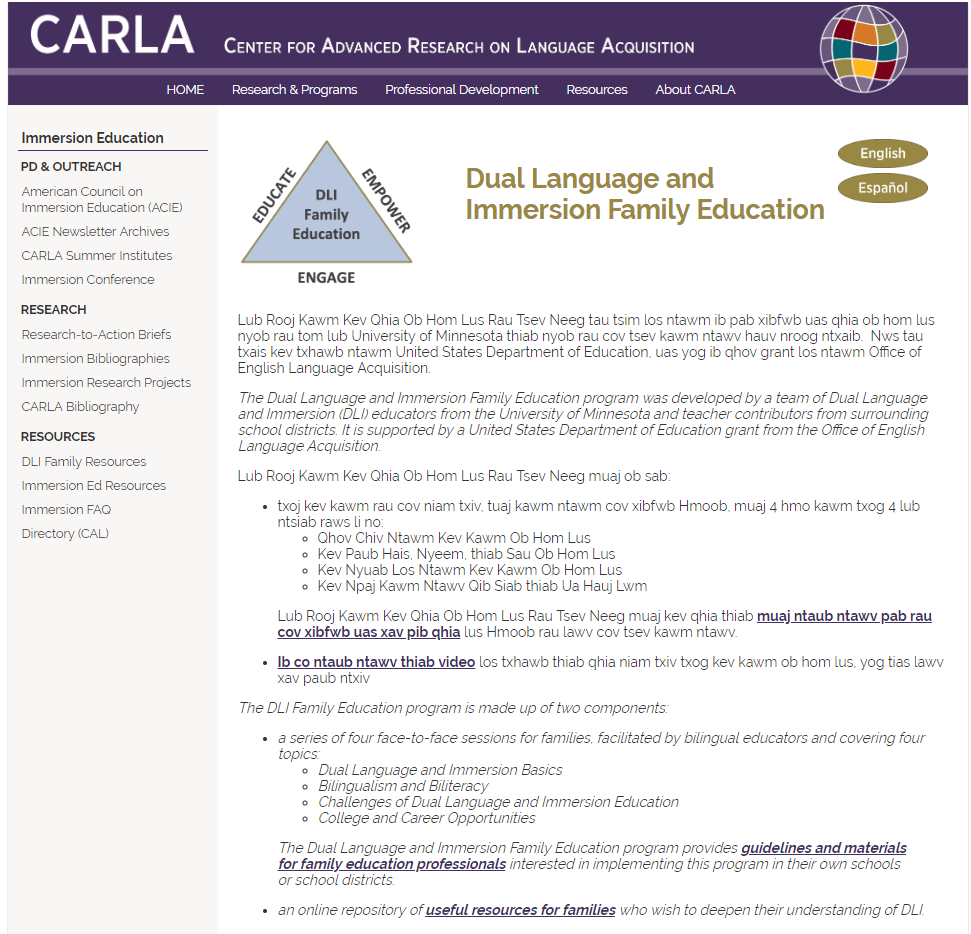 CARLA
CENTER FOR ADVANCED RESEARCH ON LANGUAGE ACQUISITION
HOME
Research & Programs
Professional Development
Resources
About CARLA
Immersion Education
PD & OUTREACH
American Council on
Immersion Education (ACIE)
ACIE Newsletter Archives
CARLA Summer Institutes
Immersion Conference
RESEARCH
Research-to-Action Briefs
Immersion Bibliographies
Immersion Research Projects
CARLA Bibliography
RESOURCES
DLI Family Resources
Immersion Ed Resources
Immersion FAQ
Directory (CAL)
EDUCATE
EMPOWER
DLI
Family
Education
ENGAGE
Dual Language and
Immersion Family Education
English
Español
Lub Rooj Kawm Kev Qhia Ob Hom Lus Rau Tsev Neeg tau tsim los ntawm ib pab xibfwb uas qhia ob hom lus
nyob rau tom lub University of Minnesota thiab nyob rau cov tsev kawm ntawv hauv nroog ntxaib. Nws tau
txais kev txhawb ntawm United States Department of Education, uas yog ib qhov grant los ntawm Office of
English Language Acquisition.
The Dual Language and Immersion Family Education program was developed by a team of Dual Language
and Immersion (DLI) educators from the University of Minnesota and teacher contributors from surrounding
school districts. It is supported by a United States Department of Education grant from the Office of English
Language Acquisition.
Lub Rooj Kawm Kev Qhia Ob Hom Lus Rau Tsev Neeg muaj ob sab:
• txoj kev kawm rau cov niam txiv, tuaj kawm ntawm cov xibfwb Hmoob, muaj 4 hmo kawm txog 4 lub
ntsiab raws li no:
◦ Qhov Chiv Ntawm Kev Kawm Ob Hom Lus
◦ Kev Paub Hais, Nyeem, thiab Sau Ob Hom Lus
◦ Kev Nyuab Los Ntawm Kev Kawm Ob Hom Lus
◦ Kev Npaj Kawm Ntawv Qib Siab thiab Ua Hauj Lwm
Lub Rooj Kawm Kev Qhia Ob Hom Lus Rau Tsev Neeg muaj kev qhia thiab muaj ntaub ntawv pab rau
cov xibfwb uas xav pib qhia lus Hmoob rau lawv cov tsev kawm ntawv.
• Ib co ntaub ntawv thiab video los txhawb thiab qhia niam txiv txog kev kawm ob hom lus, yog tias lawv
xav paub ntxiv
The DLI Family Education program is made up of two components:
• a series of four face-to-face sessions for families, facilitated by bilingual educators and covering four
topics:
◦ Dual Language and Immersion Basics
◦ Bilingualism and Biliteracy
◦ Challenges of Dual Language and Immersion Education
◦ College and Career Opportunities
The Dual Language and Immersion Family Education program provides guidelines and materials
for family education professionals interested in implementing this program in their own schools
or school districts.
• an online repository of useful resources for families who wish to deepen their understanding of DLI.